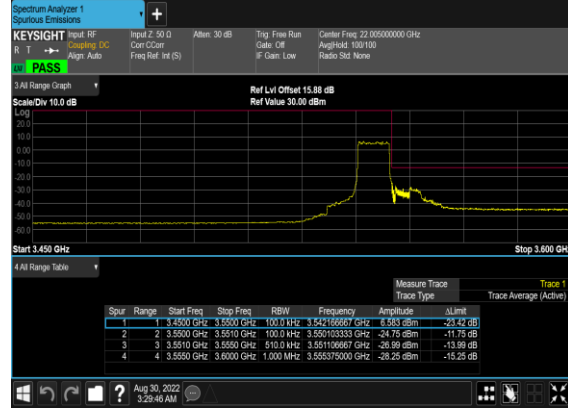 Spectrum Analyzer 1
Spurious Emissions
+
KEYSIGHT Input: RF Input Z: 50 Ω Atten: 30 dB Trig: Free Run Center Freq: 22.005000000 GHz
R T Coupling: DC Corr CCorr Gate: Off Avg|Hold: 100/100
Align: Auto Freq Ref: Int (S) IF Gain: Low Radio Std: None
PASS
3 All Range Graph
Ref Lvl Offset 15.88 dB
Scale/Div 10.0 dB Ref Value 30.00 dBm
Log
20.0
10.0
0.00
-10.0
-20.0
-30.0
-40.0
-50.0
-60.0
Start 3.450 GHz Stop 3.600 GHz
4 All Range Table
Measure Trace Trace 1
Trace Type Trace Average (Active)
Spur Range Start Freq Stop Freq RBW Frequency Amplitude ΔLimit
1 1 3.4500 GHz 3.5500 GHz 100.0 kHz 3.542166667 GHz 6.583 dBm -23.42 dB
2 2 3.5500 GHz 3.5510 GHz 100.0 kHz 3.550103333 GHz -24.75 dBm -11.75 dB
3 3 3.5510 GHz 3.5550 GHz 510.0 kHz 3.551106667 GHz -26.99 dBm -13.99 dB
4 4 3.5550 GHz 3.6000 GHz 1.000 MHz 3.555375000 GHz -28.25 dBm -15.25 dB
? Aug 30, 2022
3:29:46 AM